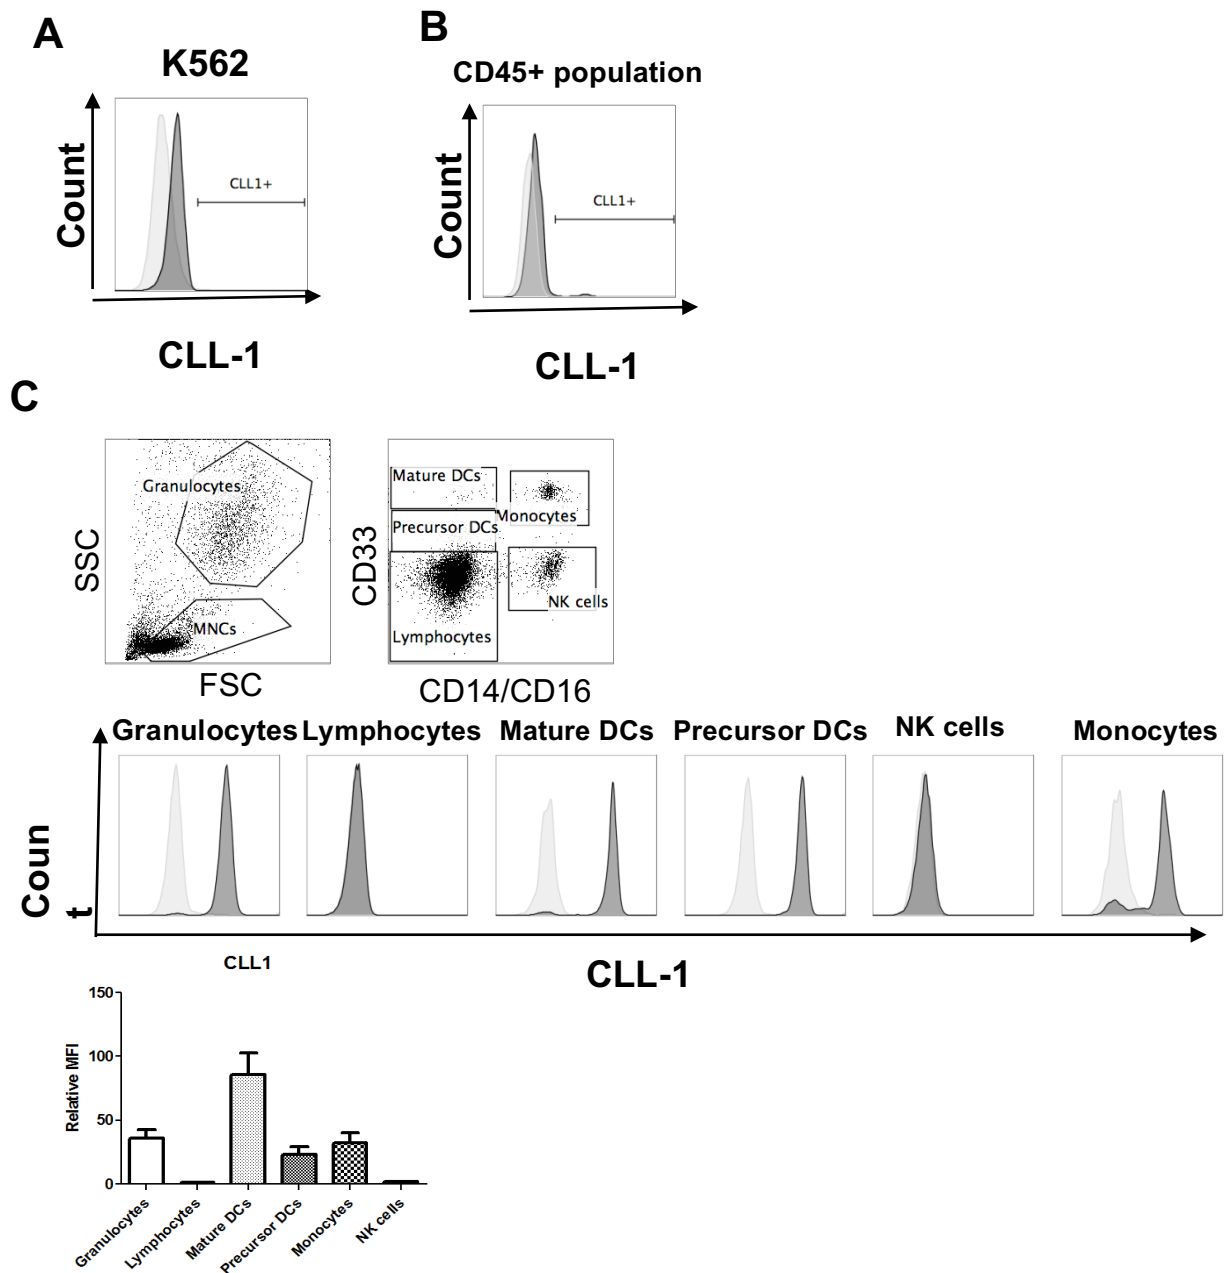 A
K562
Count
CLL1+
CLL-1
B
CD45+ population
Count
CLL1+
CLL-1
C
SSC
Granulocytes
MNCs
FSC
CD33
Mature DCs
Monocytes
Precursor DCs
NK cells
Lymphocytes
CD14/CD16
Granulocytes
Lymphocytes
Mature DCs
Precursor DCs
NK cells
Monocytes
Coun
t
CLL-1
CLL1
Relative MFI
150
100
50
0
Granulocytes
Lymphocytes
Mature DCs
Precursor DCs
Monocytes
NK cells